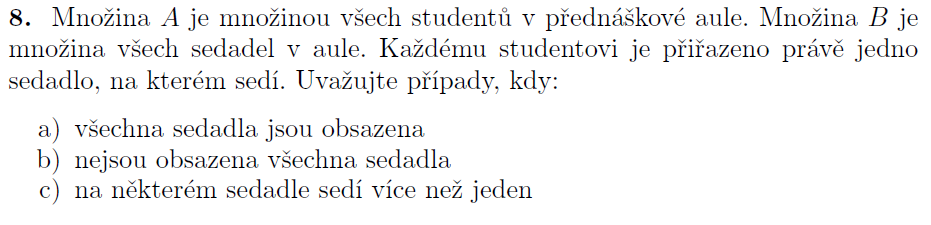 8. Množina A je množinou všech studentů v přednáškové aule. Množina B je
množina všech sedadel v aule. Každému studentovi je přiřazeno právě jedno
sedadlo, na kterém sedí. Uvažujte případy, kdy:
a) všechna sedadla jsou obsazena
b) nejsou obsazena všechna sedadla
c) na některém sedadle sedí více než jeden